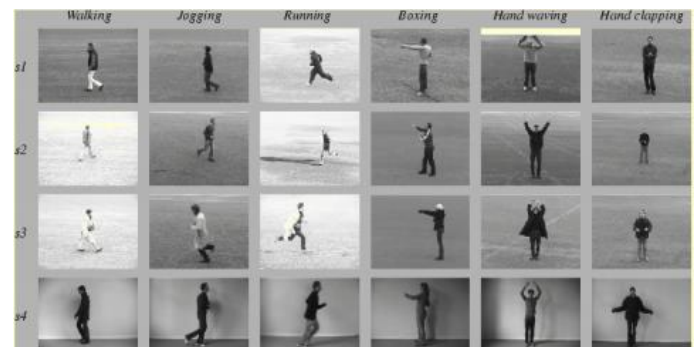 Walking Jogging Running Boxing Hand waving Hand clapping
s1
s2
s3
s4